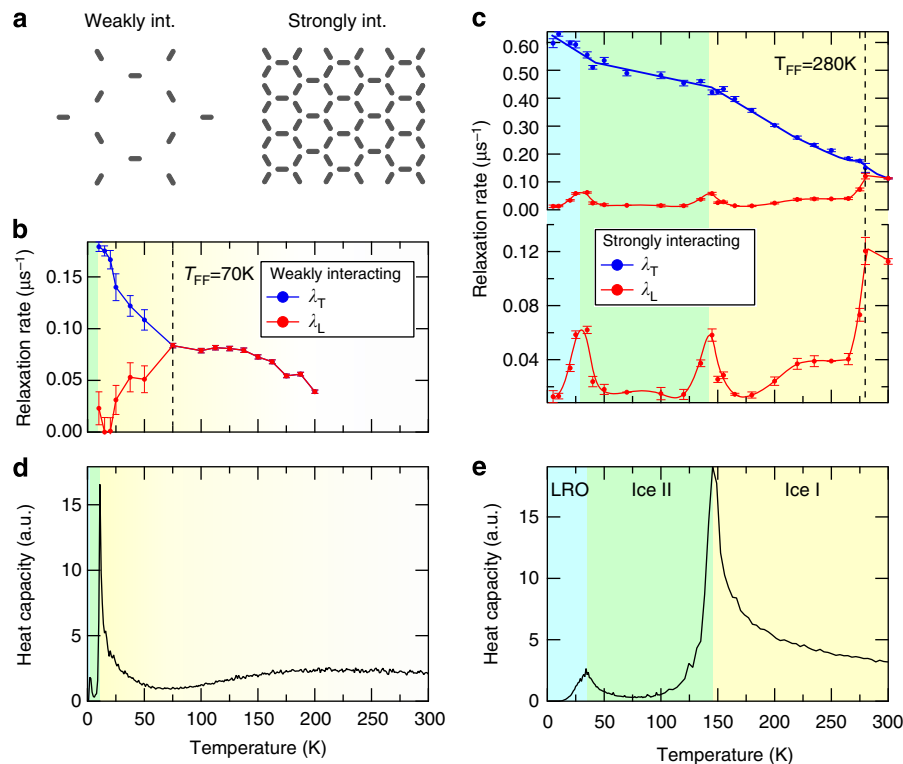 a
Weakly int.
Strongly int.
b
Relaxation rate (μs⁻¹)
0.15
0.10
0.05
0.00
T_FF=70K
Weakly interacting
λ_T
λ_L
c
Relaxation rate (μs⁻¹)
0.60
0.50
0.40
0.30
0.20
0.10
0.00
T_FF=280K
0.12
0.08
0.04
Strongly interacting
λ_T
λ_L
d
Heat capacity (a.u.)
15
10
5
0
0 50 100 150 200 250 300
Temperature (K)
e
Heat capacity (a.u.)
15
10
5
0
LRO
Ice II
Ice I
0 50 100 150 200 250 300
Temperature (K)